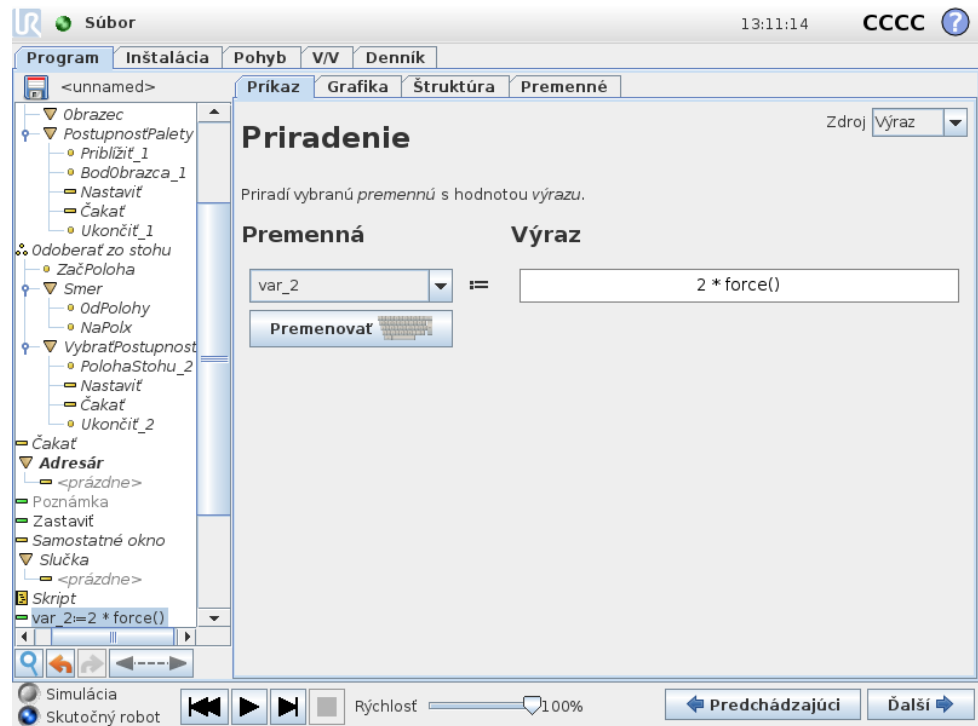 UR Súbor 13:11:14 CCCC ?
Program Inštalácia Pohyb V/V Denník
<unnamed> Príkaz Grafika Štruktúra Premenné
Obrazec
PostupnosťPalety
Priblížiť_1
BodObrazca_1
Nastaviť
Čakať
Ukončiť_1
Odoberať zo stohu
ZačPoloha
Smer
OdPolohy
NaPolx
VybraťPostupnost
PolohaStohu_2
Nastaviť
Čakať
Ukončiť_2
Čakať
Adresár
<prázdne>
Poznámka
Zastaviť
Samostatné okno
Slučka
<prázdne>
Skript
var_2:=2 * force()
Priradenie
Zdroj Výraz
Priradí vybranú premennú s hodnotou výrazu.
Premenná Výraz
var_2 := 2 * force()
Premenovať
Simulácia
Skutočný robot
Rýchlosť 100%
Predchádzajúci Ďalší